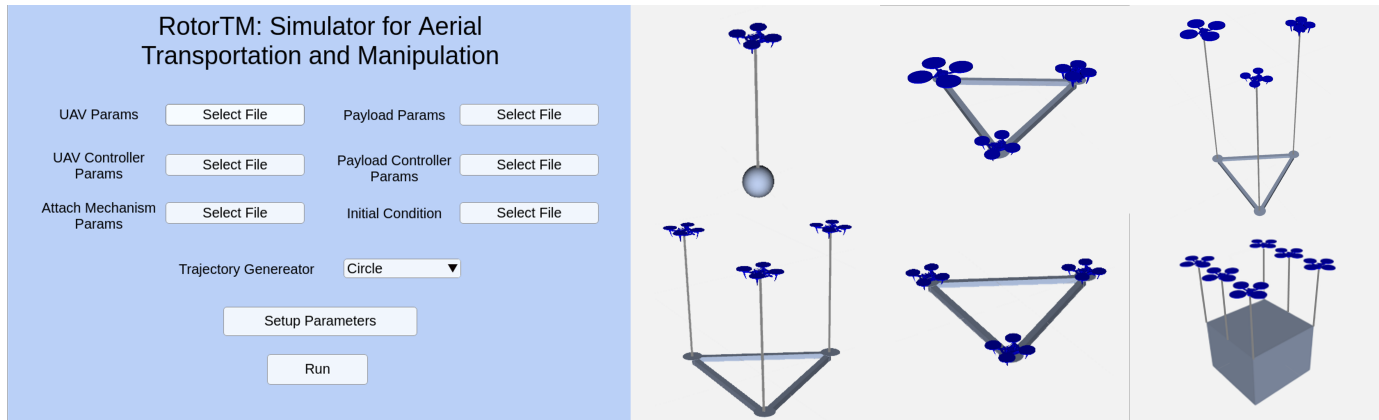 RotorTM: Simulator for Aerial
Transportation and Manipulation
UAV Params
Select File
Payload Params
Select File
UAV Controller
Params
Select File
Payload Controller
Params
Select File
Attach Mechanism
Params
Select File
Initial Condition
Select File
Trajectory Genereator
Circle
Setup Parameters
Run